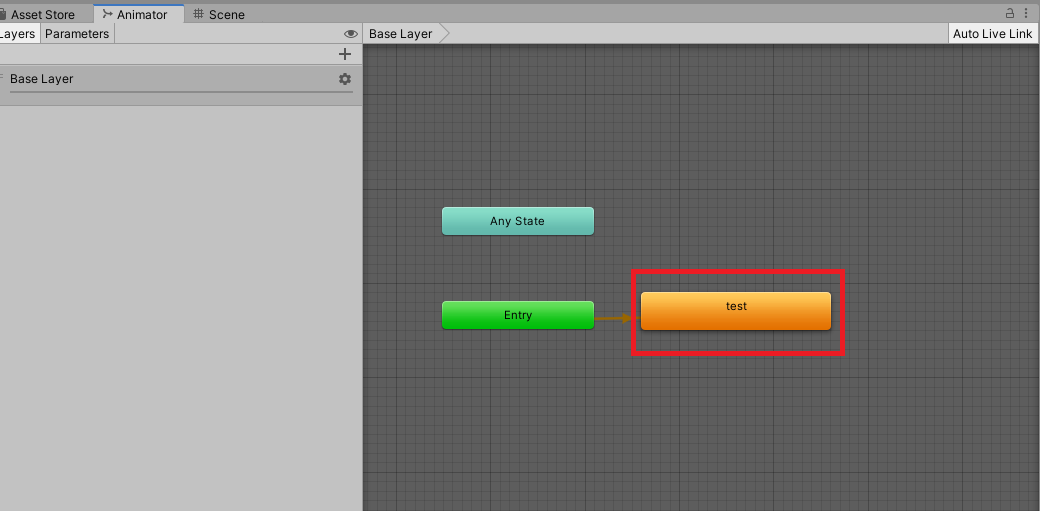 Asset Store Animator Scene
Layers Parameters Base Layer Auto Live Link
Base Layer
Any State
test
Entry